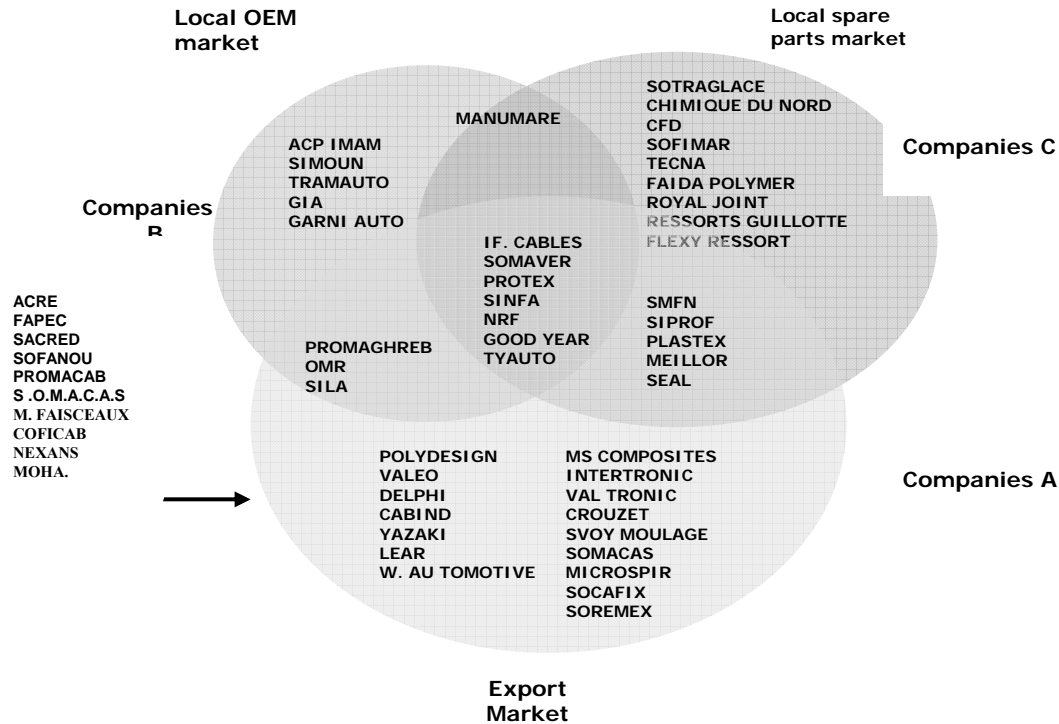 Local OEM
market
Local spare
parts market
SOTRAGLACE
CHIMIQUE DU NORD
CFD
SOFIMAR
TECNA
FAIDA POLYMER
ROYAL JOINT
RESSORTS GUILLOTTE
FLEXY RESSORT
MANUMARE
Companies C
ACP IMAM
SIMOUN
TRAMAUTO
GIA
GARNI AUTO
Companies
B
IF. CABLES
SOMAVER
PROTEX
SINFA
NRF
GOOD YEAR
TYAUTO
ACRE
FAPEC
SACRED
SOFANOU
PROMACAB
S .O.M.A.C.A.S
M. FAISCEAUX
COFICAB
NEXANS
MOHA.
PROMAGHREB
OMR
SILA
SMFN
SIPROF
PLASTEX
MEILLOR
SEAL
POLYDESIGN
VALEO
DELPHI
CABIND
YAZAKI
LEAR
W. AU TOMOTIVE
MS COMPOSITES
INTERTRONIC
VAL TRONIC
CROUZET
SVOY MOULAGE
SOMACAS
MICROSPIR
SOCAFIX
SOREMEX
Companies A
Export
Market